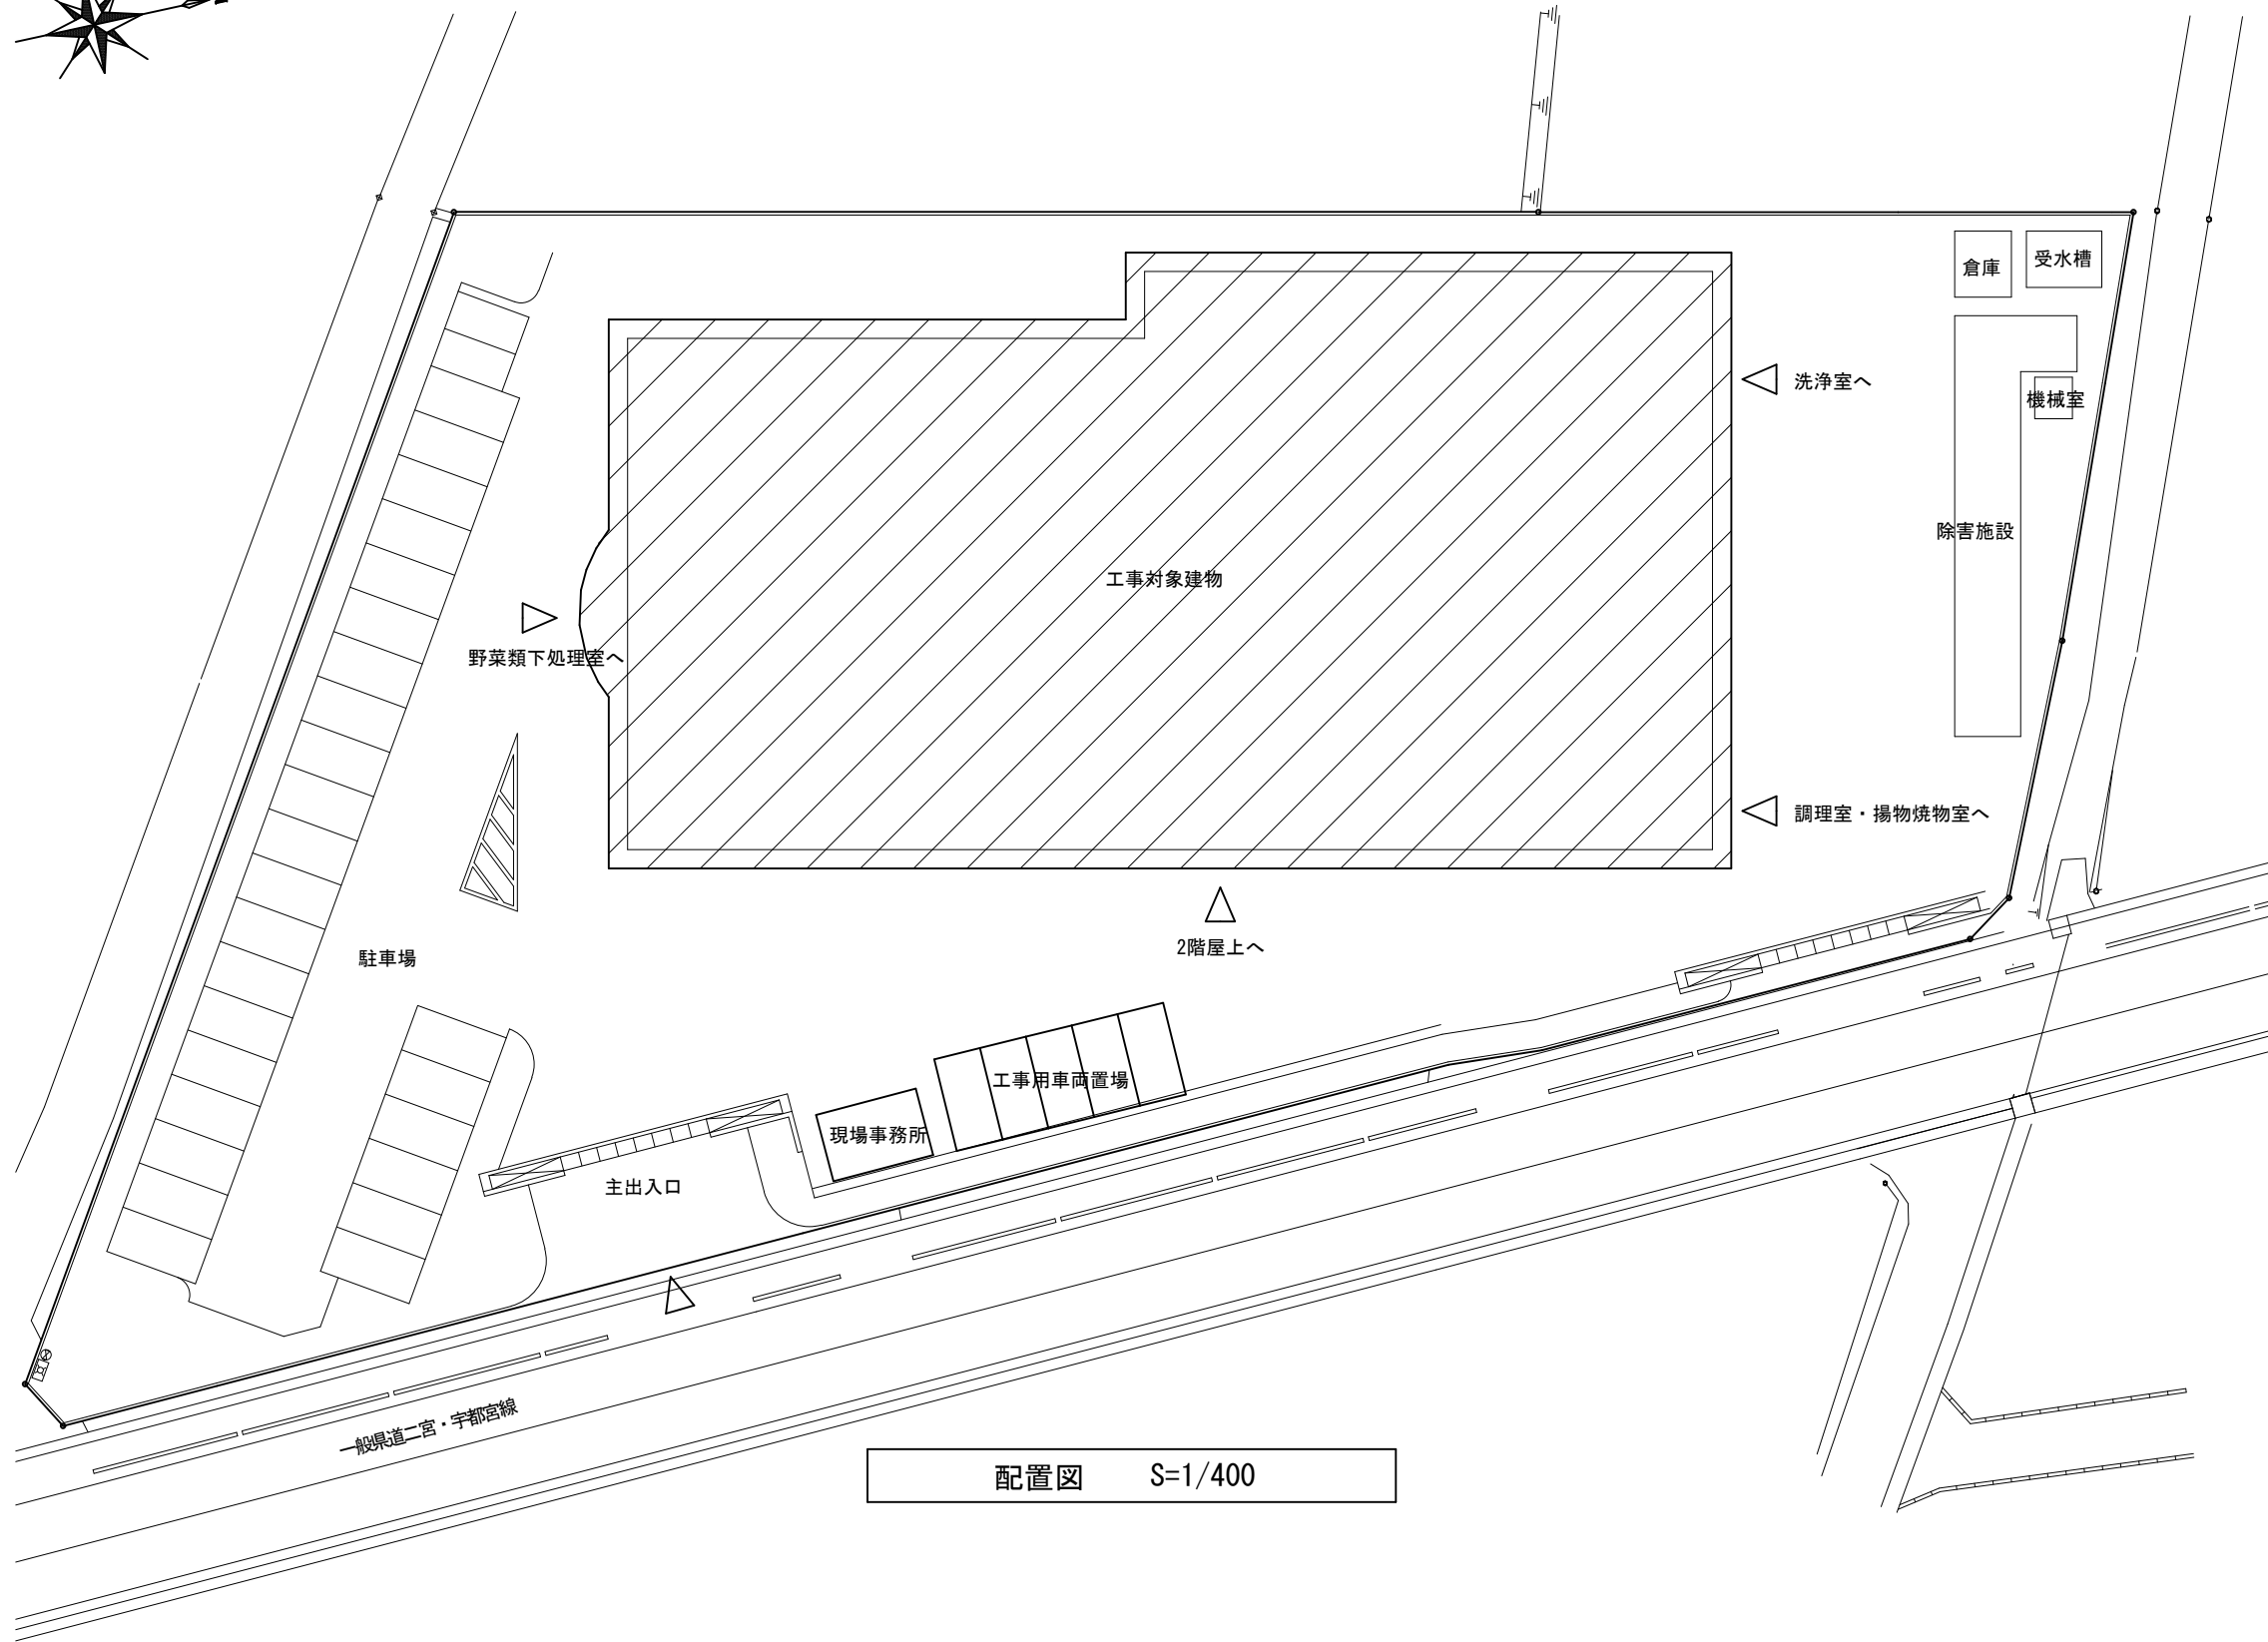 倉庫
受水槽
洗浄室へ
機械室
除害施設
工事対象建物
野菜類下処理室へ
調理室・揚物焼物室へ
2階屋上へ
駐車場
工事用車両置場
現場事務所
主出入口
一般県道二宮・宇都宮線
配置図 S=1/400